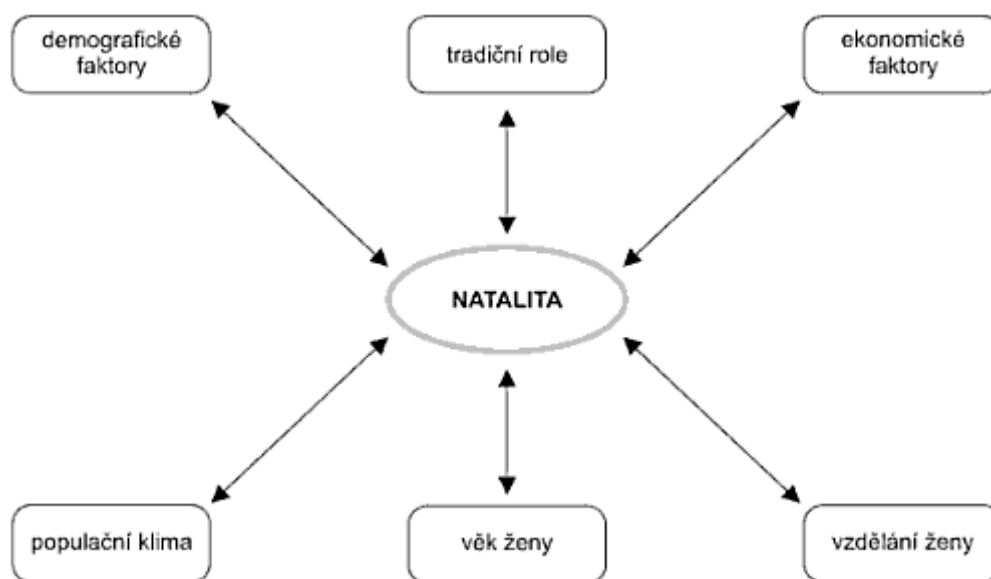 demografické
faktory
tradiční role
ekonomické
faktory
NATALITA
populační klima
věk ženy
vzdělání ženy